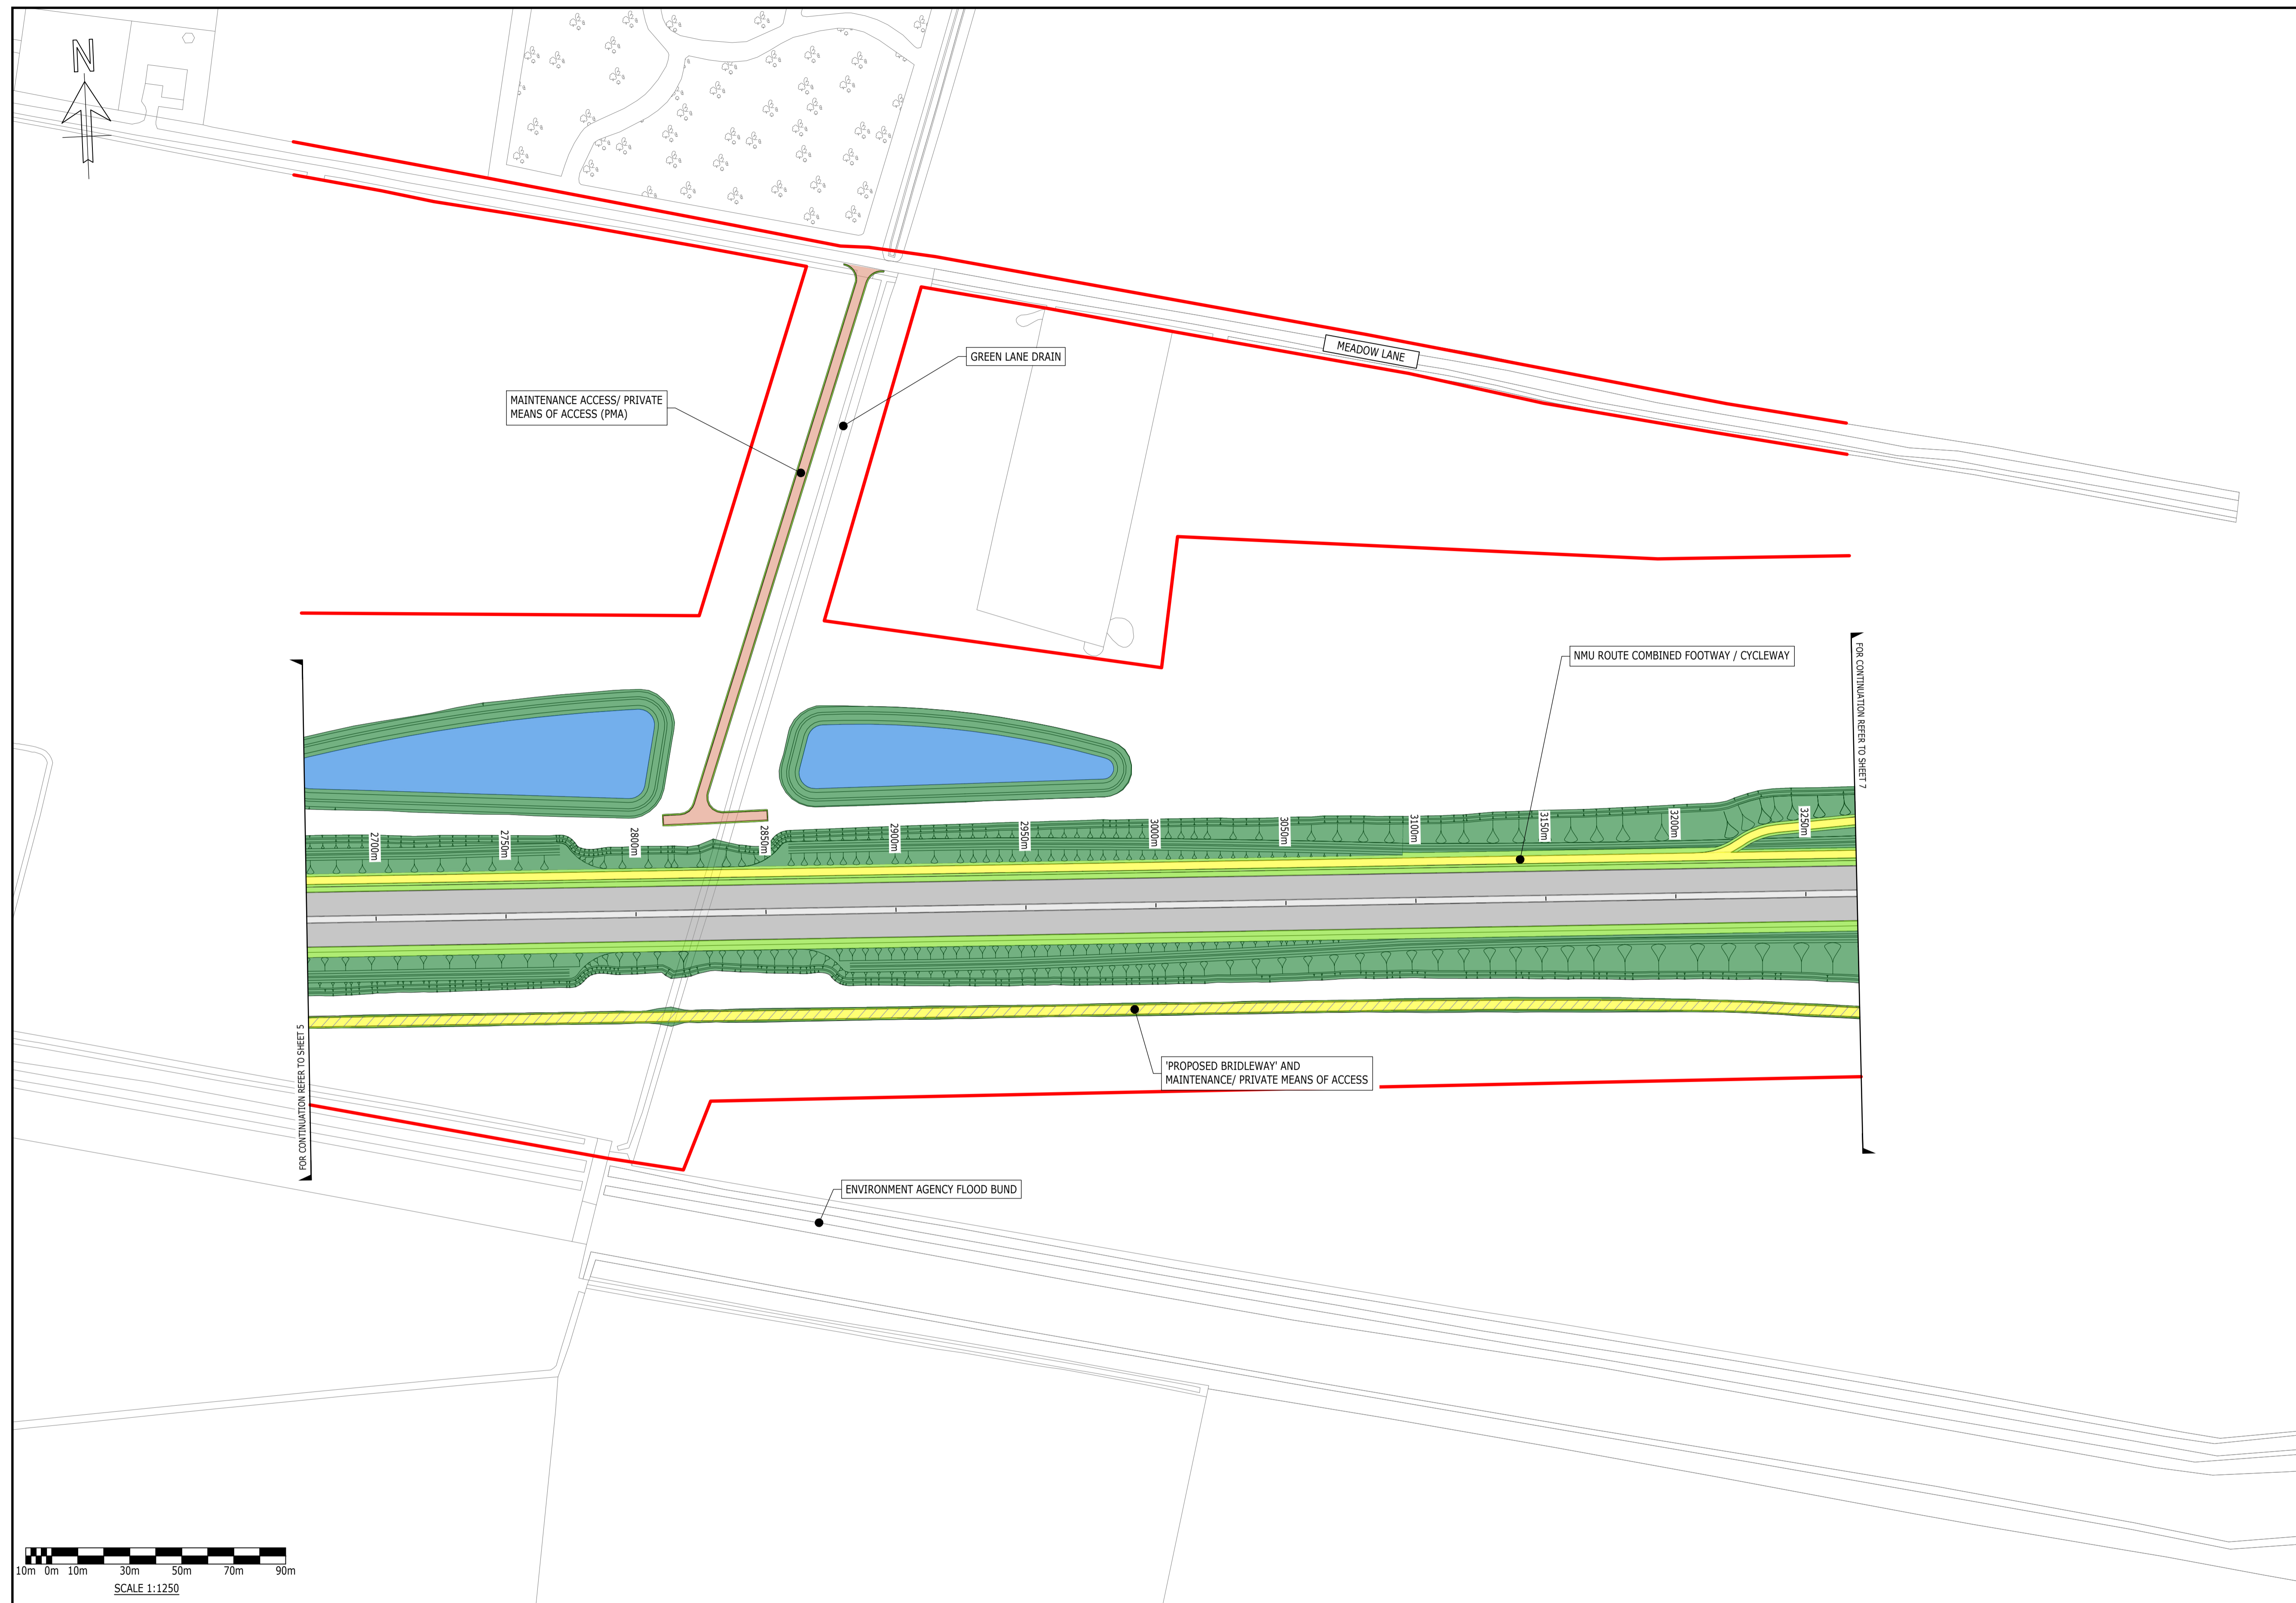 N
MEADOW LANE
GREEN LANE DRAIN
MAINTENANCE ACCESS/ PRIVATE
MEANS OF ACCESS (PMA)
NMU ROUTE COMBINED FOOTWAY / CYCLEWAY
FOR CONTINUATION REFER TO SHEET 7
2700m
2750m
2800m
2850m
2900m
2950m
3000m
3050m
3100m
3150m
3200m
3250m
FOR CONTINUATION REFER TO SHEET 5
'PROPOSED BRIDLEWAY' AND
MAINTENANCE/ PRIVATE MEANS OF ACCESS
ENVIRONMENT AGENCY FLOOD BUND
10m 0m 10m 30m 50m 70m 90m
SCALE 1:1250